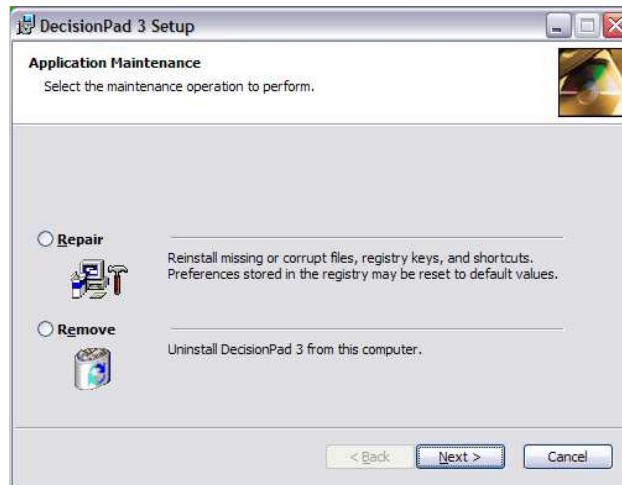 DecisionPad 3 Setup
Application Maintenance
Select the maintenance operation to perform.
Repair
Reinstall missing or corrupt files, registry keys, and shortcuts.
Preferences stored in the registry may be reset to default values.
Remove
Uninstall DecisionPad 3 from this computer.
< Back Next > Cancel